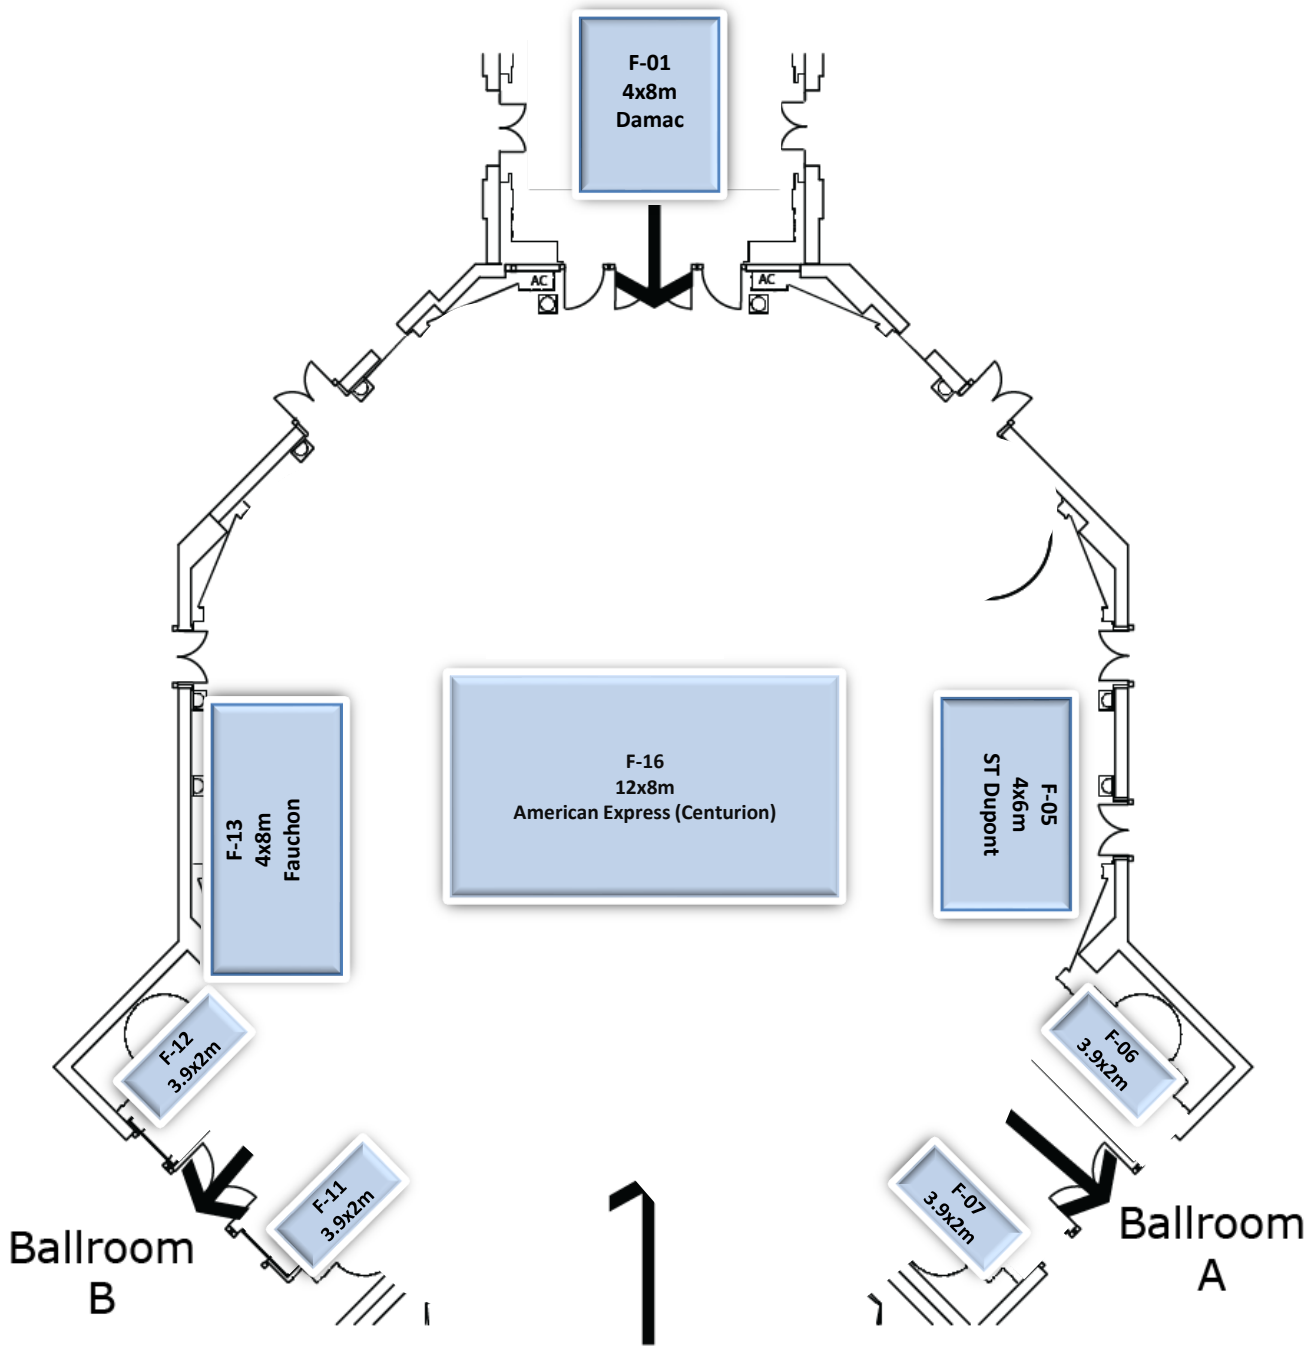 F-01
4x8m
Damac
AC
AC
F-16
12x8m
American Express (Centurion)
F-13
4x8m
Fauchon
F-05
4x6m
ST Dupont
F-12
3.9x2m
F-06
3.9x2m
F-11
3.9x2m
F-07
3.9x2m
Ballroom
B
Ballroom
A